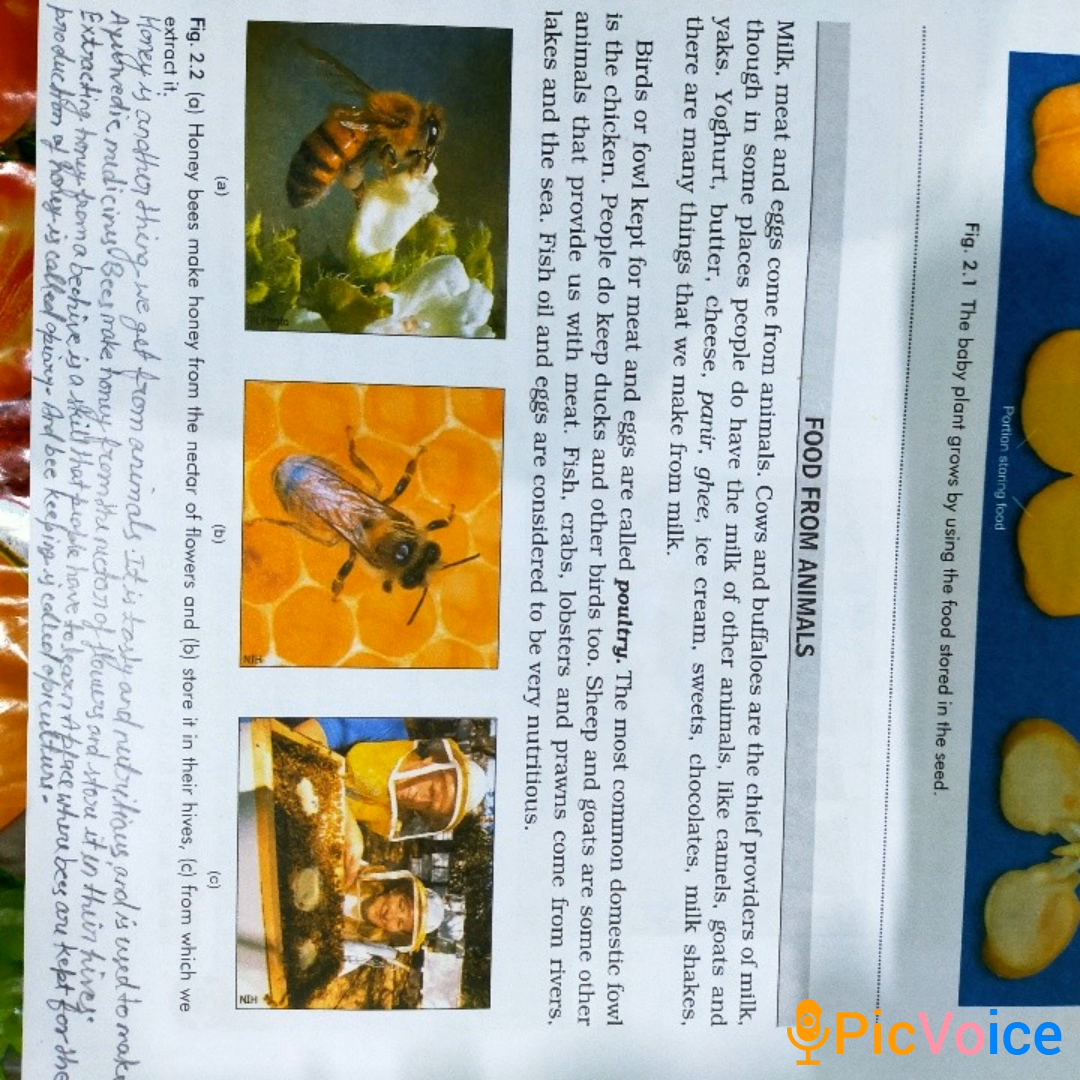 Portion storing food
Fig. 2.1 The baby plant grows by using the food stored in the seed.
FOOD FROM ANIMALS
Milk, meat and eggs come from animals. Cows and buffaloes are the chief providers of milk,
though in some places people do have the milk of other animals, like camels, goats and
yaks. Yoghurt, butter, cheese, panir, ghee, ice cream, sweets, chocolates, milk shakes,
there are many things that we make from milk.
Birds or fowl kept for meat and eggs are called poultry. The most common domestic fowl
is the chicken. People do keep ducks and other birds too. Sheep and goats are some other
animals that provide us with meat. Fish, crabs, lobsters and prawns come from rivers,
lakes and the sea. Fish oil and eggs are considered to be very nutritious.
NIH
NIH
(a)
(b)
(c)
Fig. 2.2 (a) Honey bees make honey from the nectar of flowers and (b) store it in their hives, (c) from which we
extract it.
Honey is another thing we get from animals. It is tasty and nutritious and is used to make
Ayurvedic medicines. Bees make honey from the nectar of flowers and store it in their hives.
Extracting honey from a beehive is a skill that people have to learn A place where bees are kept for the
production of honey is called apiary. And bee keeping is called apiculture.
PicVoice